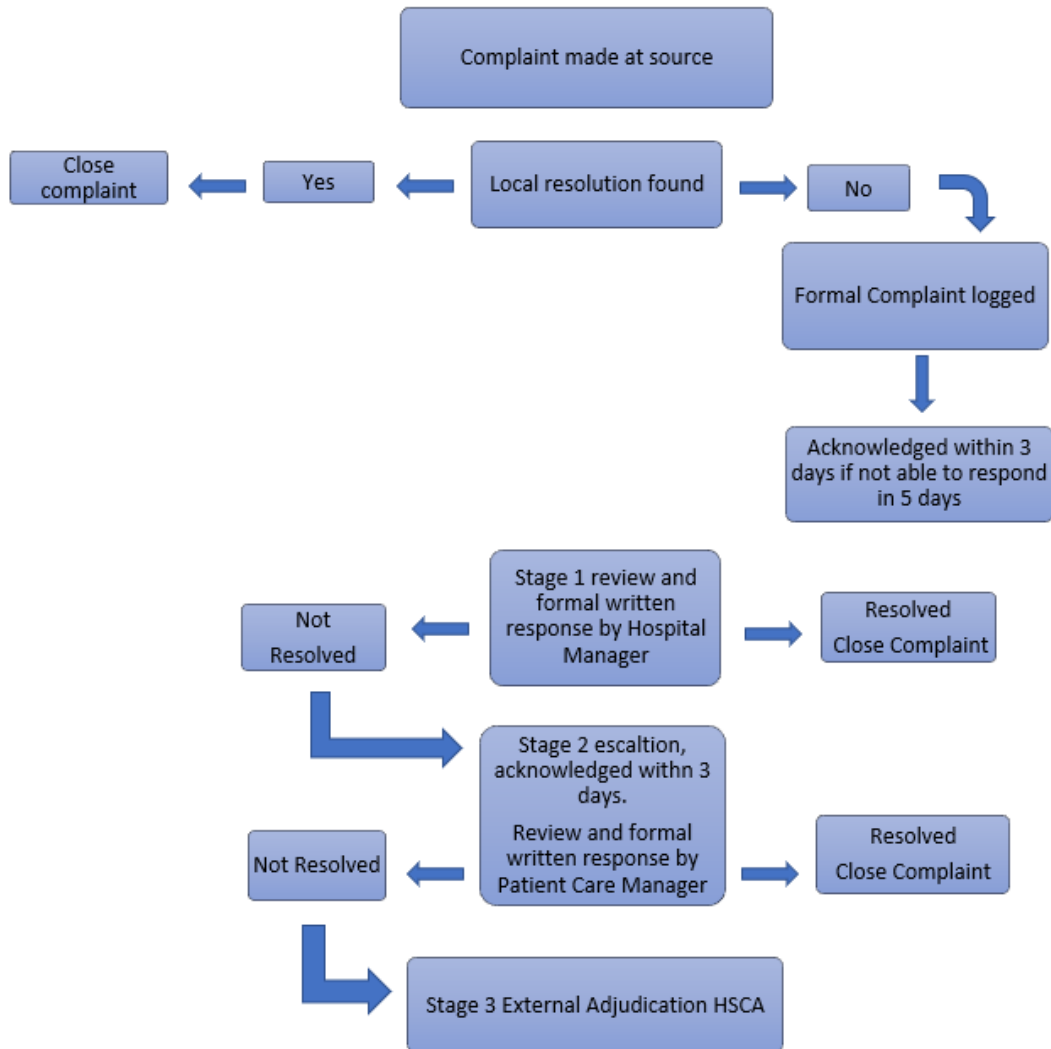 Complaint made at source
Close
complaint
Yes
Local resolution found
No
Formal Complaint logged
Acknowledged within 3
days if not able to respond
in 5 days
Stage 1 review and
formal written
response by Hospital
Manager
Not
Resolved
Resolved
Close Complaint
Stage 2 escaltion,
acknowledged withn 3
days.
Review and formal
written response by
Patient Care Manager
Not Resolved
Resolved
Close Complaint
Stage 3 External Adjudication HSCA